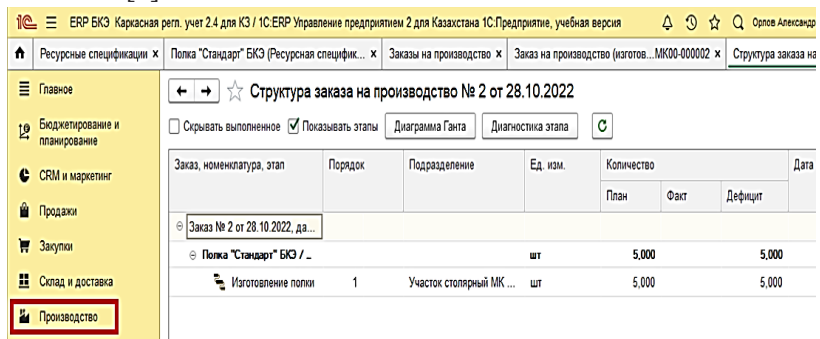 1С ERP БКЭ Каркасная регл. учет 2.4 для КЗ / 1С:ERP Управление предприятием 2 для Казахстана 1С:Предприятие, учебная версия Орлов Александр
Ресурсные спецификации × Полка "Стандарт" БКЭ (Ресурсная специфик... × Заказы на производство × Заказ на производство (изготов...МК00-000002 × Структура заказа на
Главное
Бюджетирование и
планирование
CRM и маркетинг
Продажи
Закупки
Склад и доставка
Производство
Структура заказа на производство № 2 от 28.10.2022
Скрывать выполненное Показывать этапы Диаграмма Ганта Диагностика этапа
Заказ, номенклатура, этап Порядок Подразделение Ед. изм. Количество Дата
План Факт Дефицит
Заказ № 2 от 28.10.2022, да...
Полка "Стандарт" БКЭ / _ шт 5,000 5,000
Изготовление полки 1 Участок столярный МК ... шт 5,000 5,000